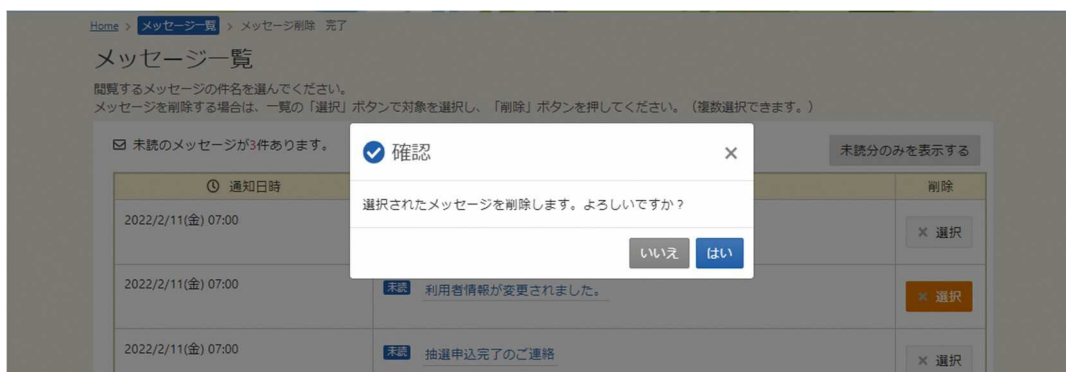 Home > メッセージ一覧 > メッセージ削除 完了
メッセージ一覧
閲覧するメッセージの件名を選んでください。
メッセージを削除する場合は、一覧の「選択」ボタンで対象を選択し、「削除」ボタンを押してください。（複数選択できます。）
未読のメッセージが3件あります。
未読分のみを表示する
確認 ×
選択されたメッセージを削除します。よろしいですか？
いいえ はい
通知日時 削除
2022/2/11(金) 07:00 × 選択
2022/2/11(金) 07:00 未読 利用者情報が変更されました。 × 選択
2022/2/11(金) 07:00 未読 抽選申込完了のご連絡 × 選択